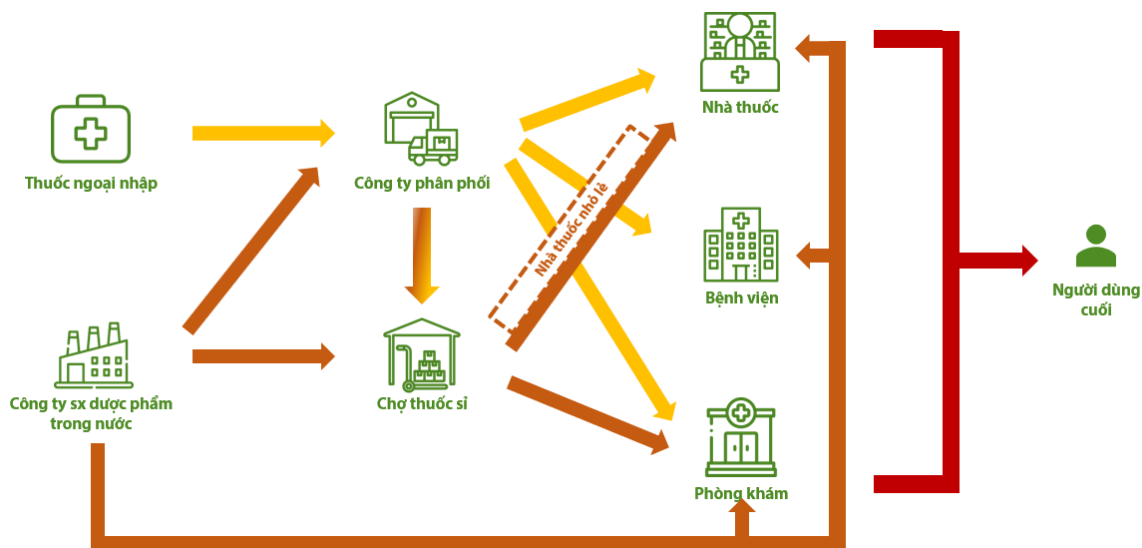 Nhà thuốc
Thuốc ngoại nhập
Công ty phân phối
Nhà thuốc nhỏ lẻ
Bệnh viện
Người dùng
cuối
Công ty sx dược phẩm
trong nước
Chợ thuốc sỉ
Phòng khám